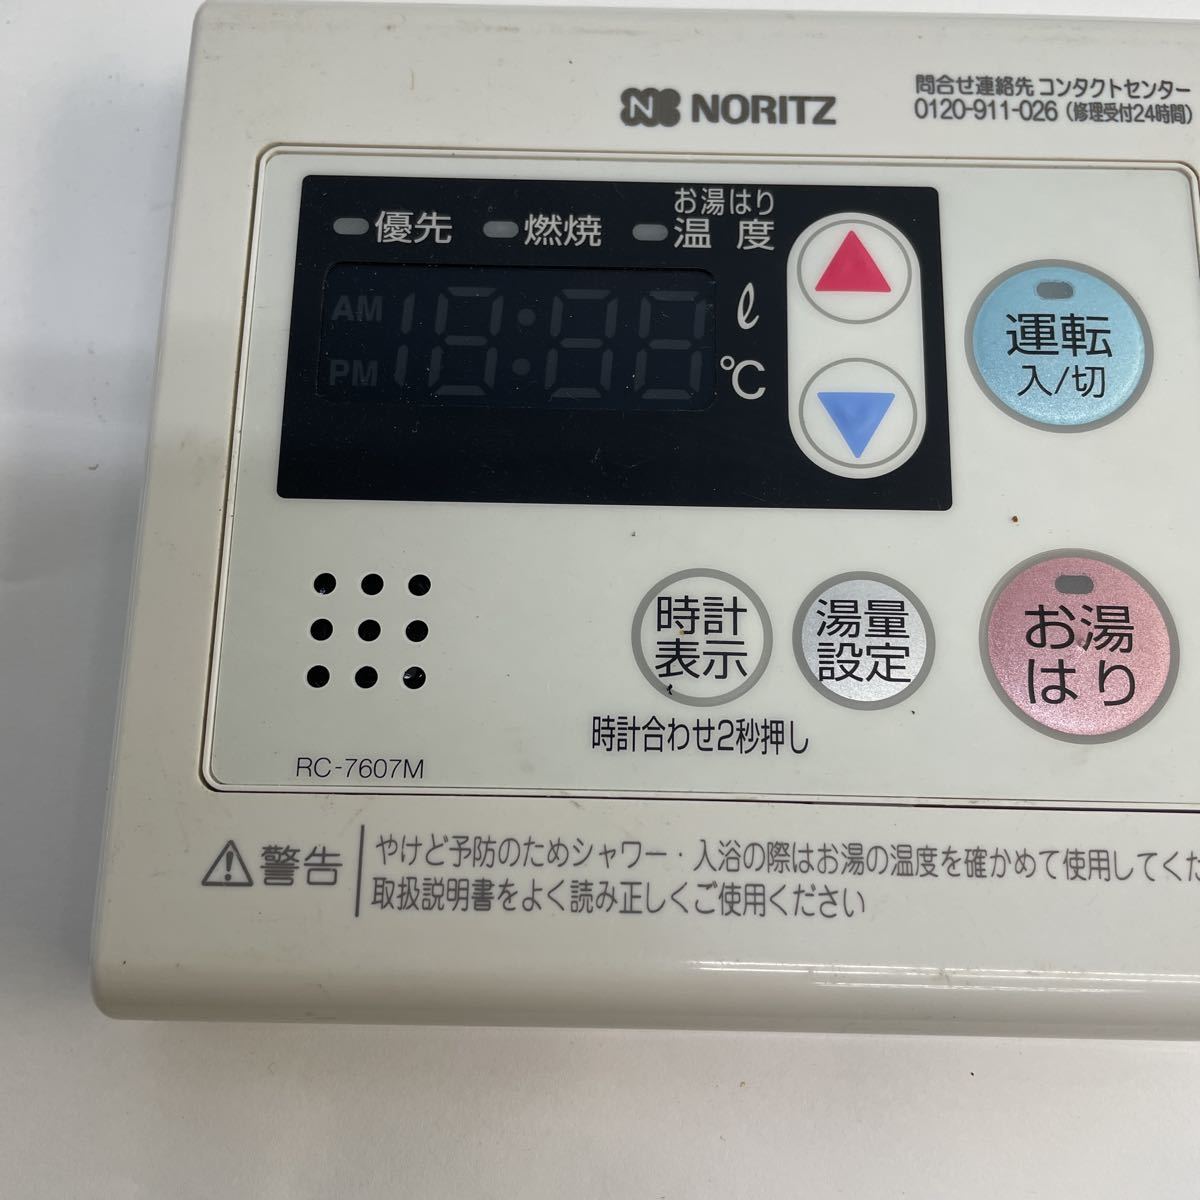 NORITZ
問合せ連絡先 コンタクトセンター
0120-911-026(修理受付24時間)
優先 燃焼 お湯はり
温度
AM
PM
ℓ
℃
運転
入/切
時計
表示
湯量
設定
お湯
はり
時計合わせ2秒押し
RC-7607M
警告
やけど予防のためシャワー・入浴の際はお湯の温度を確かめて使用してくだ
取扱説明書をよく読み正しくご使用ください